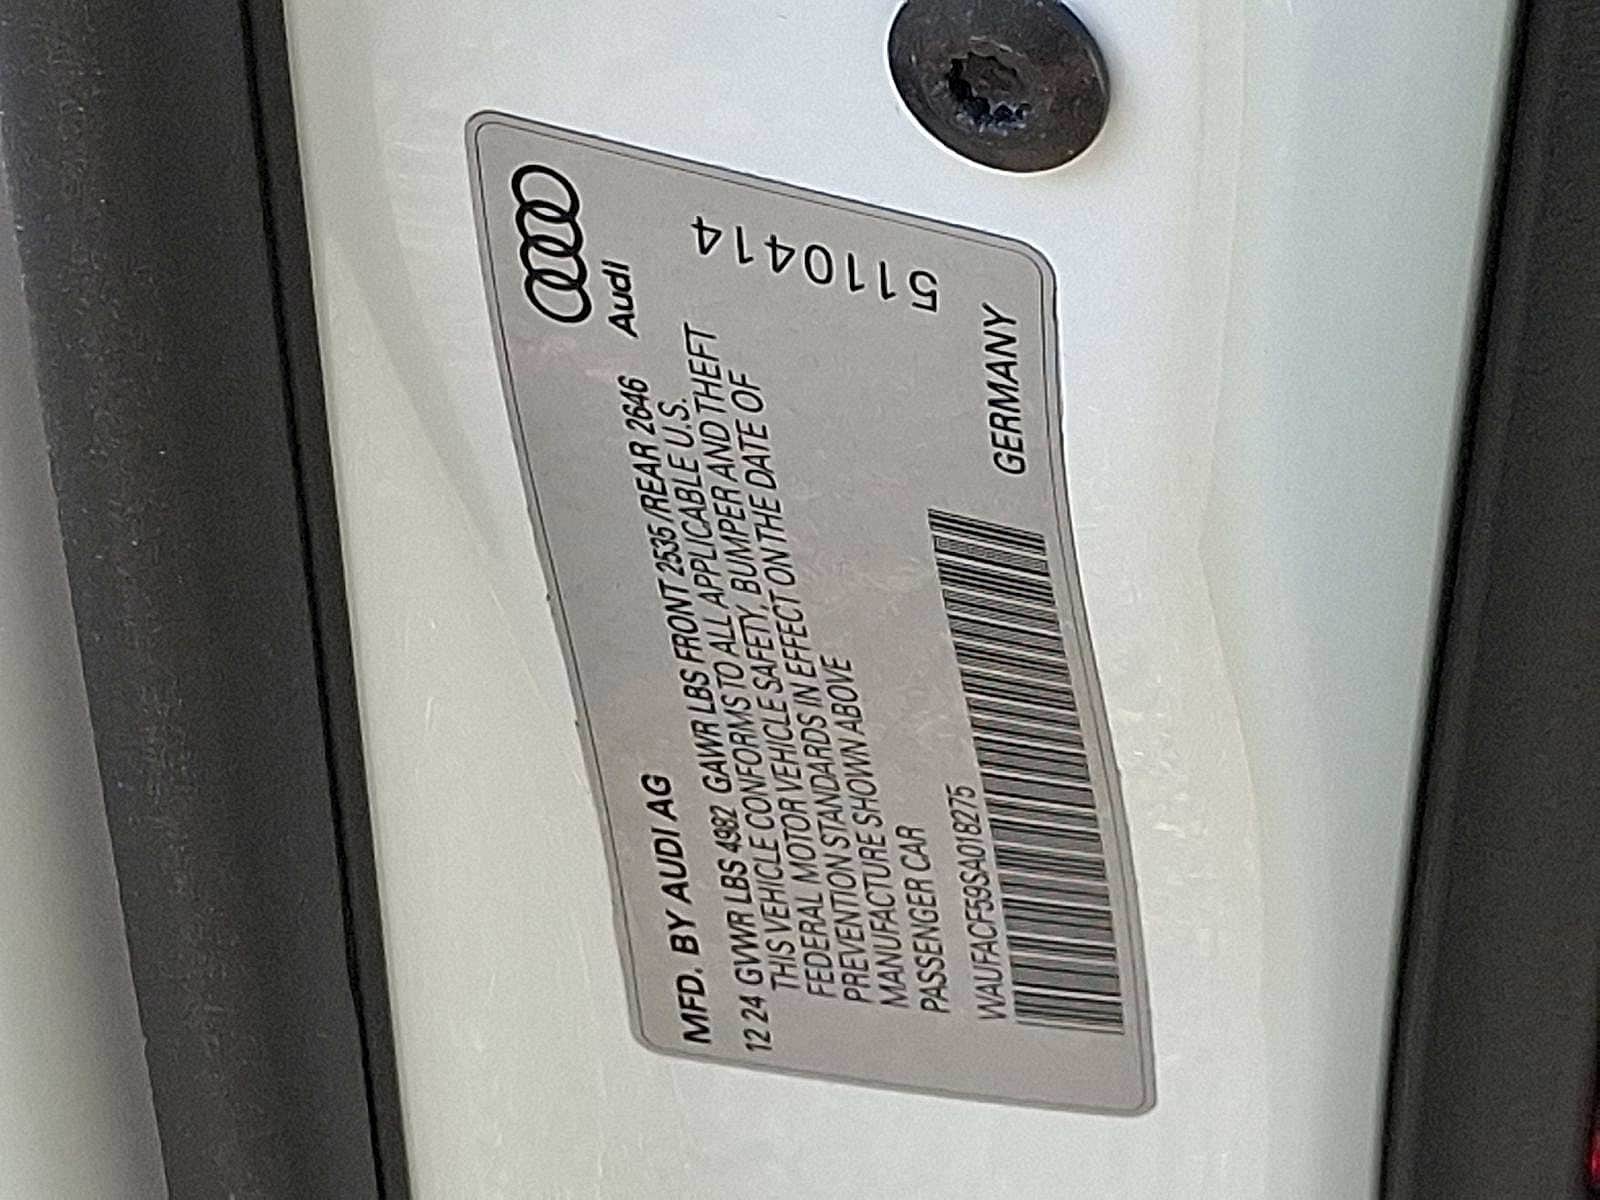 MFD. BY AUDI AG
Audi
12 24 GVWR LBS 4982 GAWR LBS FRONT 2535 /REAR 2646
THIS VEHICLE CONFORMS TO ALL APPLICABLE U.S.
FEDERAL MOTOR VEHICLE SAFETY, BUMPER AND THEFT
PREVENTION STANDARDS IN EFFECT ON THE DATE OF
MANUFACTURE SHOWN ABOVE
PASSENGER CAR
5110414
WAUFACF59SA018275
GERMANY